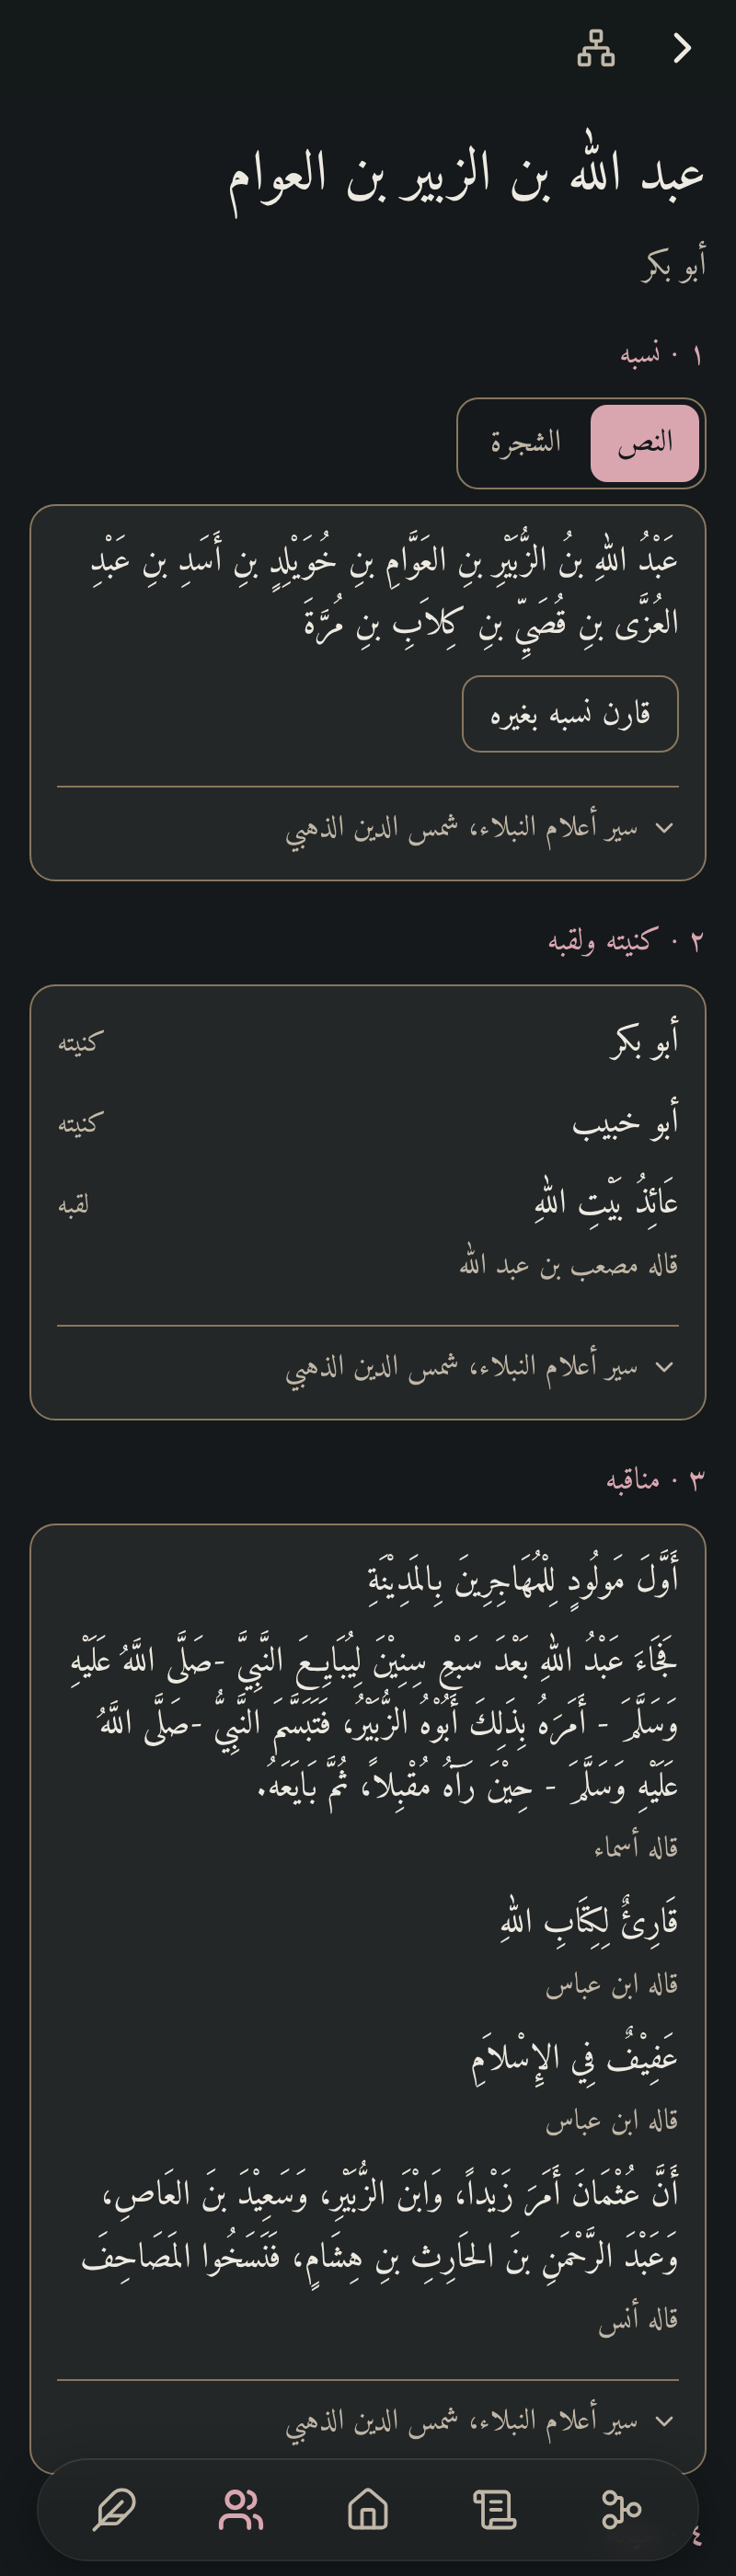 عبد الله بن الزبير بن العوام
أبو بكر
١ · نسبه
النص
الشجرة
عَبْدُ اللهِ بنُ الزُّبَيْرِ بنِ العَوَّامِ بنِ خُوَيْلِدٍ بنِ أَسَدِ بنِ عَبْدِ
العُزَّى بنِ قُصَيِّ بنِ كِلاَبِ بنِ مُرَّةَ
قارن نسبه بغيره
سير أعلام النبلاء، شمس الدين الذهبي
٢ · كنيته ولقبه
أبو بكر
كنيته
أبو خبيب
كنيته
عَائِذُ بَيْتِ اللهِ
لقبه
قاله مصعب بن عبد الله
سير أعلام النبلاء، شمس الدين الذهبي
٣ · مناقبه
أَوَّلَ مَولُودٍ لِلْمُهَاجِرِينَ بِالمَدِيْنَةِ
فَجَاءَ عَبْدُ اللهِ بَعْدَ سَبْعِ سِنِيْنَ لِيُبَايِعَ النَّبِيَّ -صَلَّى اللَّهُ عَلَيْهِ
وَسَلَّمَ - أَمَرَهُ بِذَلِكَ أَبُوْهُ الزُّبَيْرُ، فَتَبَسَّمَ النَّبِيُّ -صَلَّى اللَّهُ
عَلَيْهِ وَسَلَّمَ - حِيْنَ رَآهُ مُقْبِلاً، ثُمَّ بَايَعَهُ.
قاله أسماء
قَارِئٌ لِكِتَابِ اللهِ
قاله ابن عباس
عَفِيْفٌ فِي الإِسْلاَمِ
قاله ابن عباس
أَنَّ عُثْمَانَ أَمَرَ زَيْداً، وَابْنَ الزُّبَيْرِ، وَسَعِيْدَ بنَ العَاصِ،
وَعَبْدَ الرَّحْمَنِ بنَ الحَارِثِ بنِ هِشَامٍ، فَنَسَخُوا المَصَاحِفَ
قاله أنس
سير أعلام النبلاء، شمس الدين الذهبي
٤